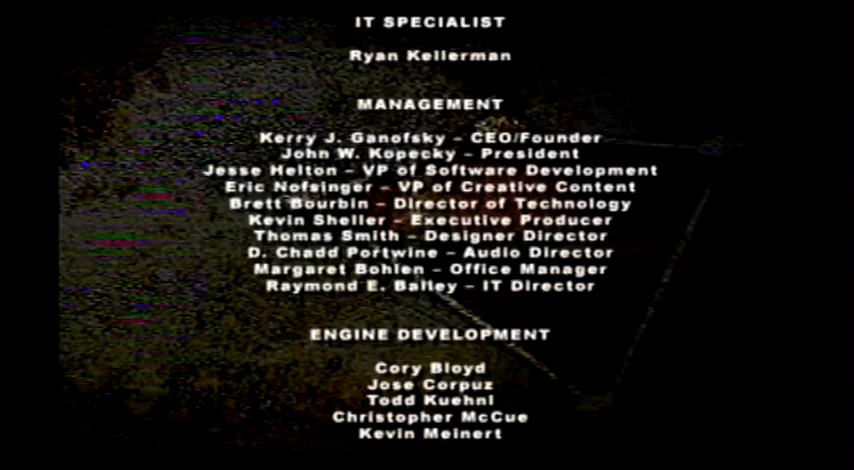 IT SPECIALIST
Ryan Kellerman
MANAGEMENT
Kerry J. Ganofsky – CEO/Founder
John W. Kopecky – President
Jesse Helton – VP of Software Development
Eric Nofsinger – VP of Creative Content
Brett Bourbin – Director of Technology
Kevin Sheller – Executive Producer
Thomas Smith – Designer Director
D. Chadd Portwine – Audio Director
Margaret Bohlen – Office Manager
Raymond E. Bailey – IT Director
ENGINE DEVELOPMENT
Cory Bloyd
Jose Corpuz
Todd Kuehnl
Christopher McCue
Kevin Meinert